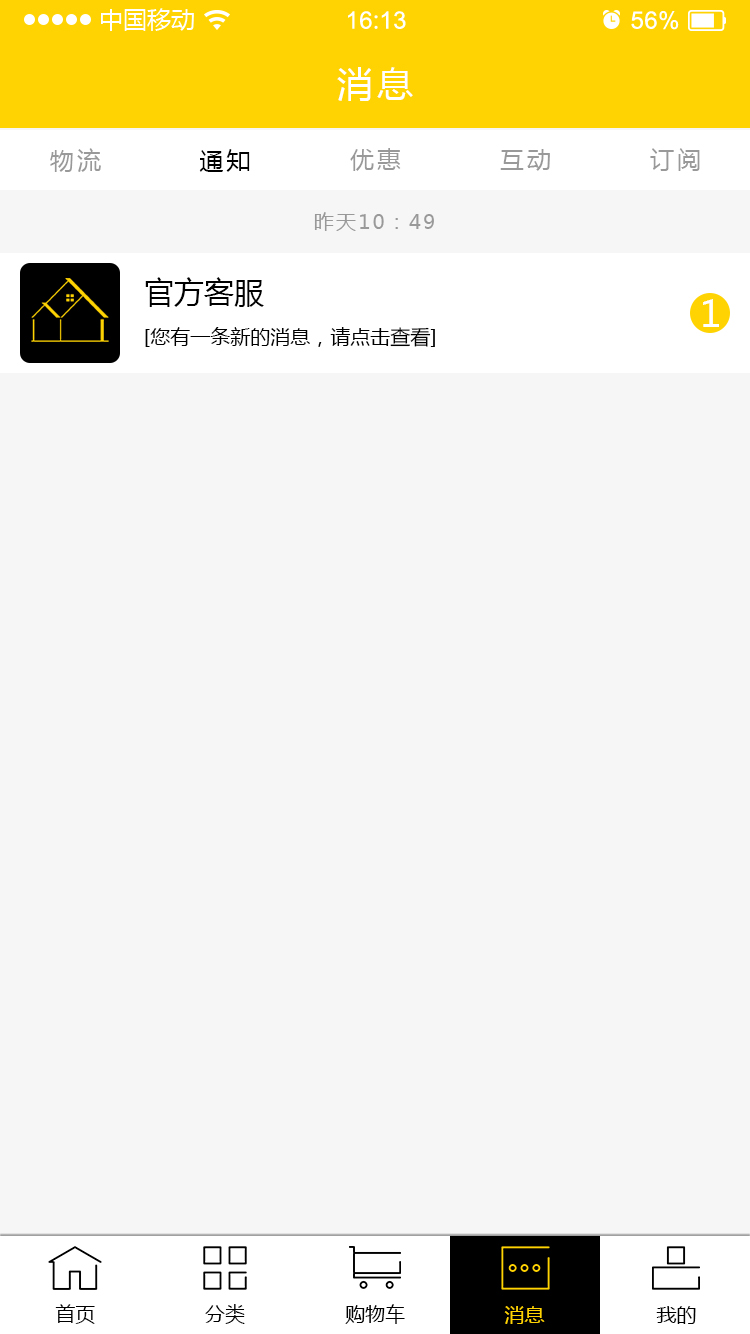 中国移动 16:13 56%
消息
物流 通知 优惠 互动 订阅
昨天10：49
官方客服
[您有一条新的消息，请点击查看]
1
首页 分类 购物车 消息 我的